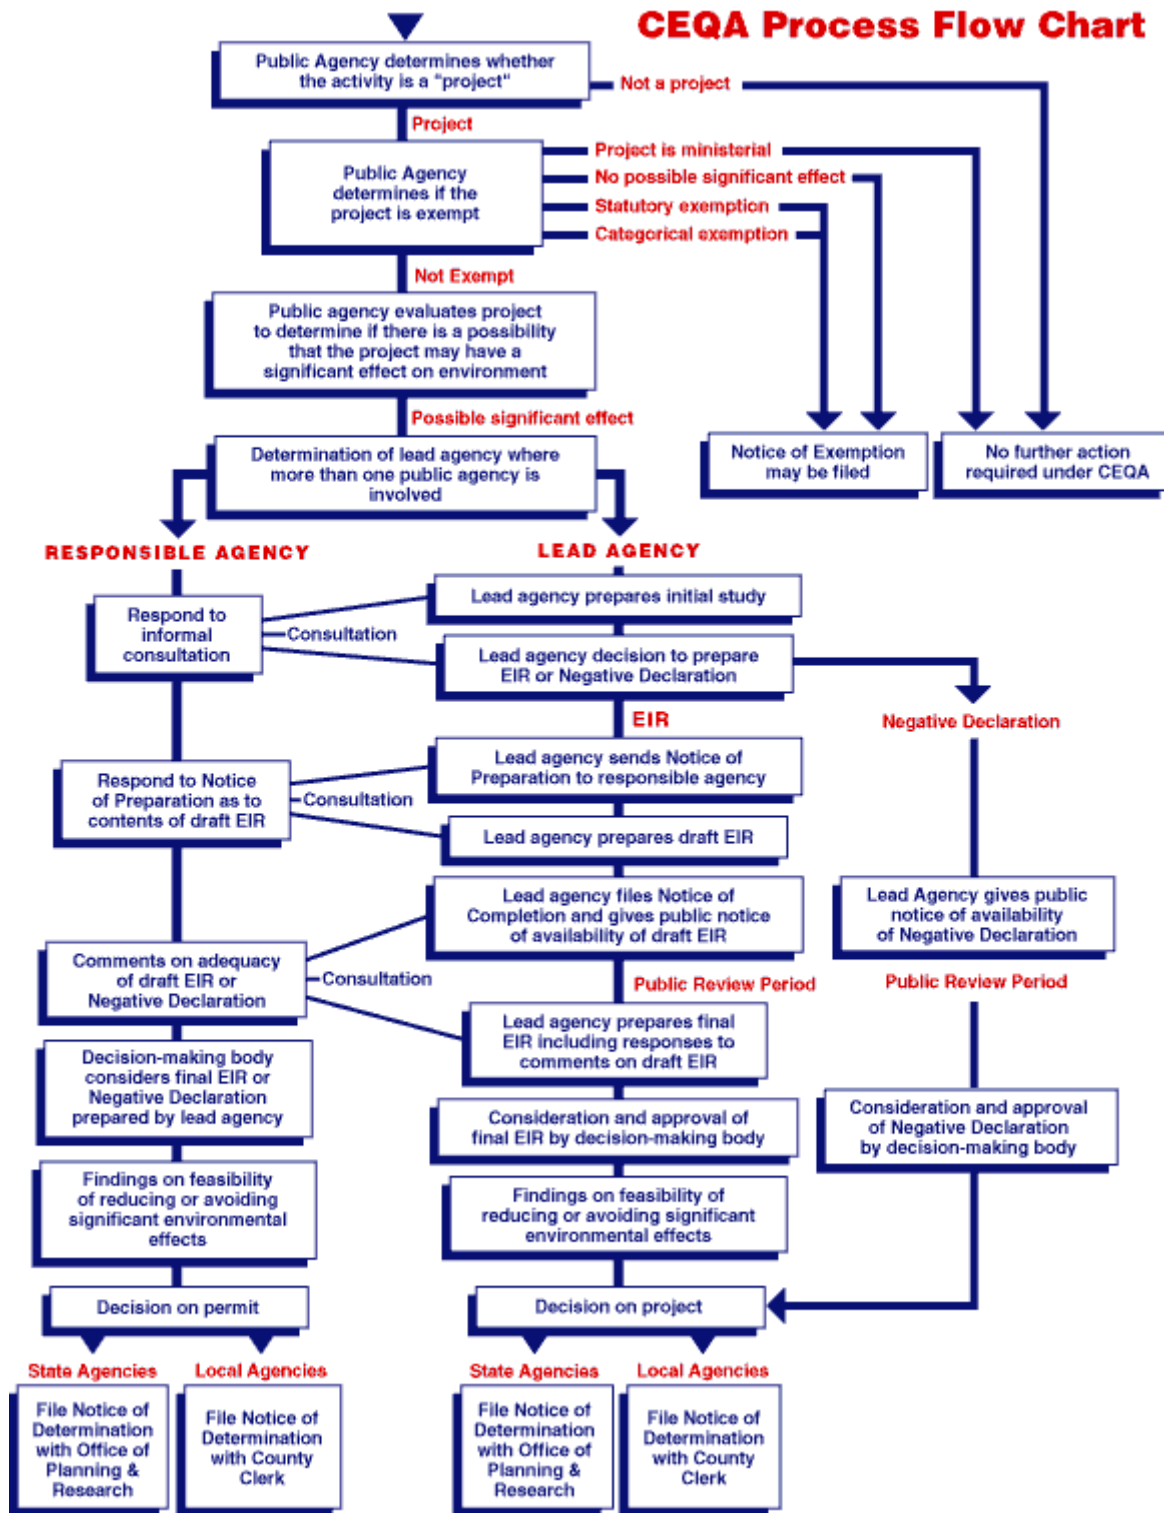 CEQA Process Flow Chart
Public Agency determines whether
the activity is a "project"
Not a project
Project
Public Agency
determines if the
project is exempt
Project is ministerial
No possible significant effect
Statutory exemption
Categorical exemption
Not Exempt
Public agency evaluates project
to determine if there is a possibility
that the project may have a
significant effect on environment
Possible significant effect
Determination of lead agency where
more than one public agency is
involved
Notice of Exemption
may be filed
No further action
required under CEQA
RESPONSIBLE AGENCY
LEAD AGENCY
Respond to
informal
consultation
Consultation
Lead agency prepares initial study
Lead agency decision to prepare
EIR or Negative Declaration
EIR
Negative Declaration
Respond to Notice
of Preparation as to
contents of draft EIR
Consultation
Lead agency sends Notice of
Preparation to responsible agency
Lead agency prepares draft EIR
Lead agency files Notice of
Completion and gives public notice
of availability of draft EIR
Lead Agency gives public
notice of availability
of Negative Declaration
Comments on adequacy
of draft EIR or
Negative Declaration
Consultation
Public Review Period
Public Review Period
Lead agency prepares final
EIR including responses to
comments on draft EIR
Decision-making body
considers final EIR or
Negative Declaration
prepared by lead agency
Consideration and approval of
final EIR by decision-making body
Consideration and approval
of Negative Declaration
by decision-making body
Findings on feasibility
of reducing or avoiding
significant environmental
effects
Findings on feasibility of
reducing or avoiding significant
environmental effects
Decision on permit
Decision on project
State Agencies
Local Agencies
State Agencies
Local Agencies
File Notice of
Determination
with Office of
Planning &
Research
File Notice of
Determination
with County
Clerk
File Notice of
Determination
with Office of
Planning &
Research
File Notice of
Determination
with County
Clerk